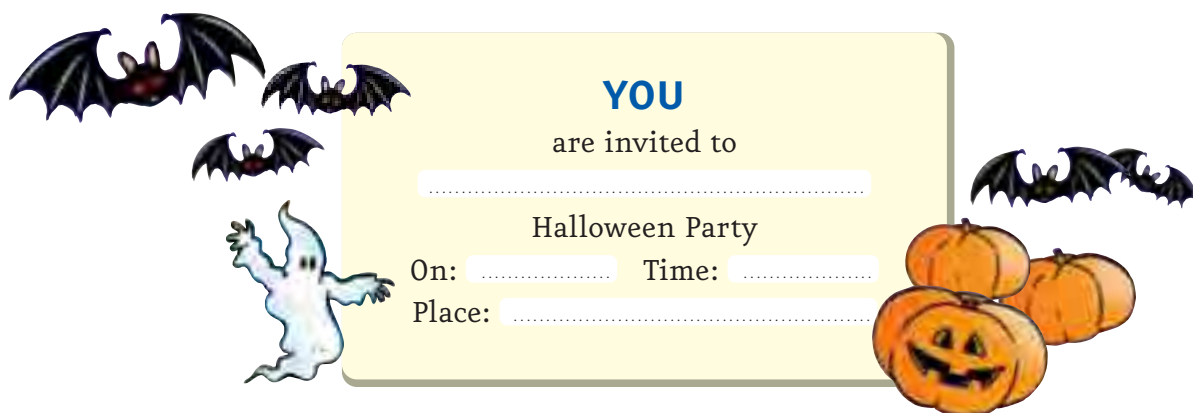 YOU
are invited to
................................................................
Halloween Party
On: ................... Time: ...................
Place: .....................................................